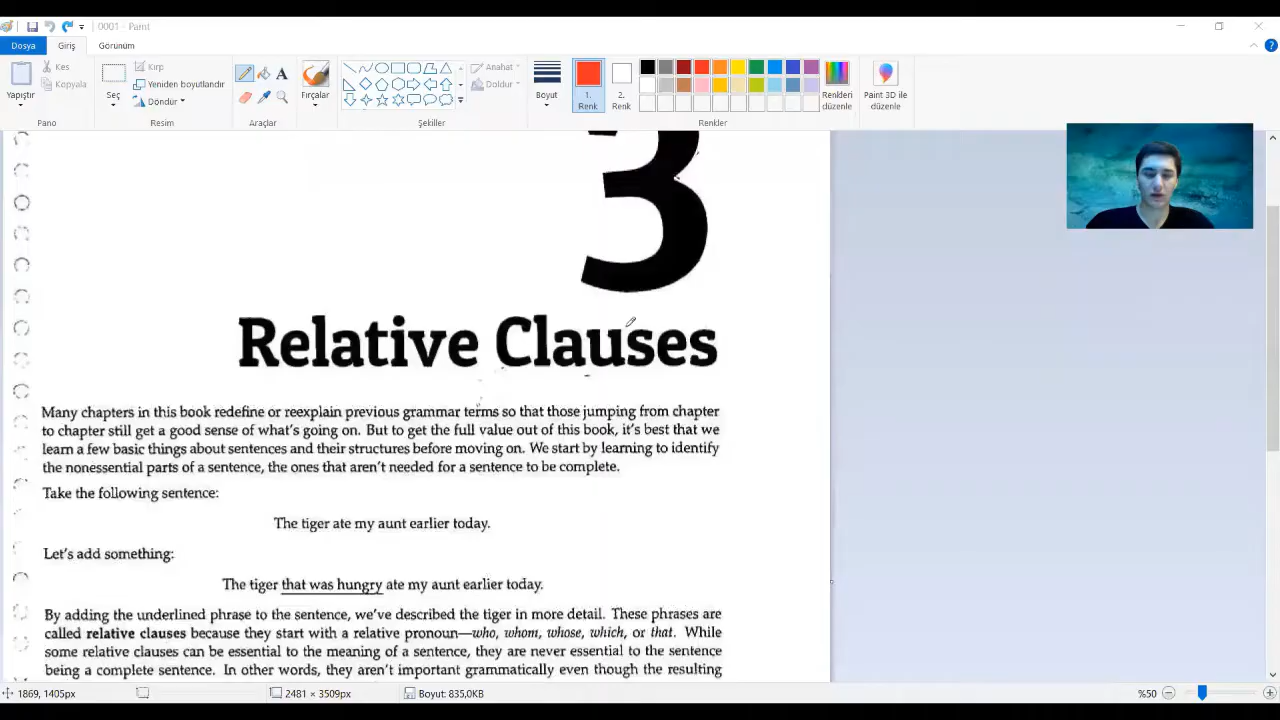 0001 - Paint
Dosya Giriş Görünüm
Yapıştır
Kes
Kopyala
Pano
Seç
Kırp
Yeniden boyutlandır
Döndür
Resim
Araçlar
Fırçalar
Anahat
Doldur
Şekiller
Boyut
1.
Renk
2.
Renk
Renkleri
düzenle
Renkler
Paint 3D ile
düzenle
3
Relative Clauses
Many chapters in this book redefine or reexplain previous grammar terms so that those jumping from chapter
to chapter still get a good sense of what's going on. But to get the full value out of this book, it's best that we
learn a few basic things about sentences and their structures before moving on. We start by learning to identify
the nonessential parts of a sentence, the ones that aren't needed for a sentence to be complete.
Take the following sentence:
The tiger ate my aunt earlier today.
Let's add something:
The tiger that was hungry ate my aunt earlier today.
By adding the underlined phrase to the sentence, we've described the tiger in more detail. These phrases are
called relative clauses because they start with a relative pronoun—who, whom, whose, which, or that. While
some relative clauses can be essential to the meaning of a sentence, they are never essential to the sentence
being a complete sentence. In other words, they aren't important grammatically even though the resulting
1869, 1405px
2481 × 3509px
Boyut: 835,0KB
%50